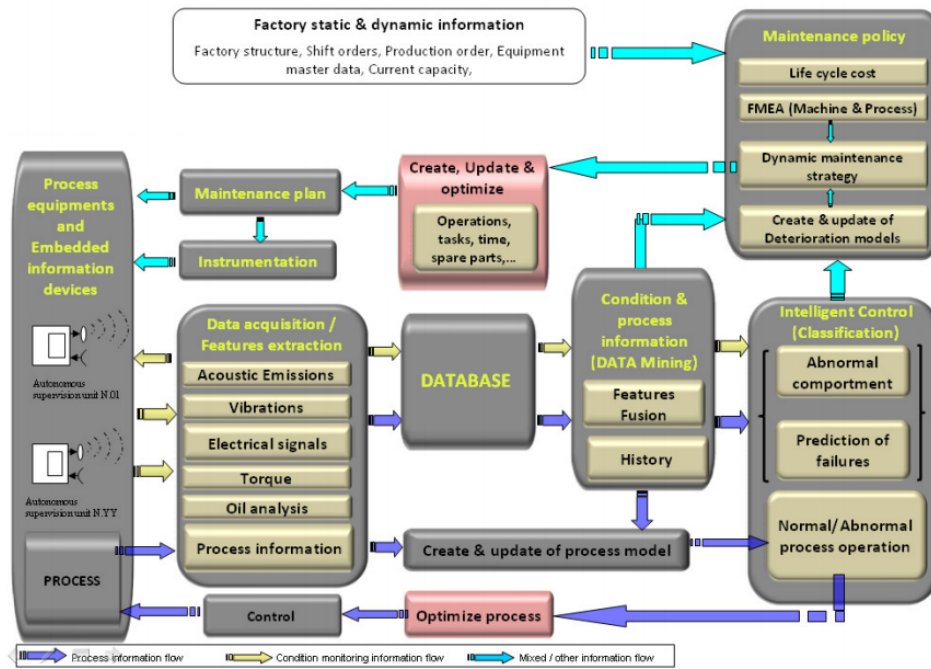 Factory static & dynamic information
Factory structure, Shift orders, Production order, Equipment
master data, Current capacity,
Maintenance policy
Life cycle cost
FMEA (Machine & Process)
Dynamic maintenance
strategy
Create & update of
Deterioration models
Create, Update &
optimize
Operations,
tasks, time,
spare parts,...
Maintenance plan
Instrumentation
Process
equipments
and
Embedded
information
devices
Autonomous
supervision unit N.01
Autonomous
supervision unit N.YY
PROCESS
Data acquisition /
Features extraction
Acoustic Emissions
Vibrations
Electrical signals
Torque
Oil analysis
Process information
DATABASE
Condition &
process
information
(DATA Mining)
Features
Fusion
History
Intelligent Control
(Classification)
Abnormal
compartment
Prediction of
failures
Normal/ Abnormal
process operation
Create & update of process model
Control
Optimize process
Process information flow
Condition monitoring information flow
Mixed / other information flow